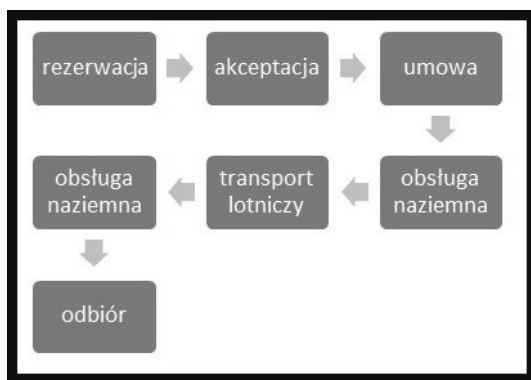 rezerwacja
akceptacja
umowa
obsługa
naziemna
transport
lotniczy
obsługa
naziemna
odbiór